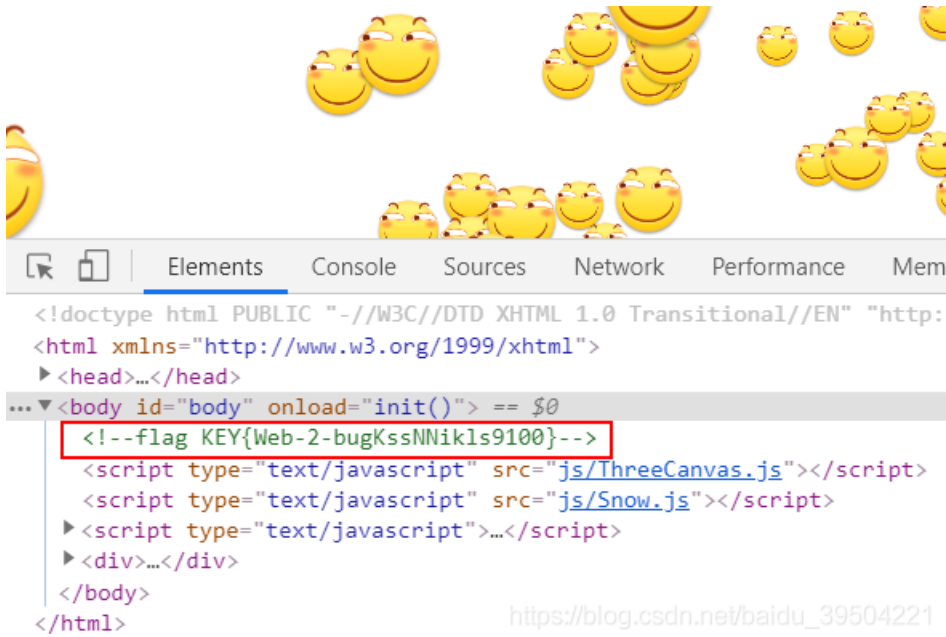 Elements Console Sources Network Performance Mem
<!doctype html PUBLIC "-//W3C//DTD XHTML 1.0 Transitional//EN" "http:
<html xmlns="http://www.w3.org/1999/xhtml">
<head>…</head>
<body id="body" onload="init()"> == $0
<!--flag KEY{Web-2-bugKssNNikls9100}-->
<script type="text/javascript" src="js/ThreeCanvas.js"></script>
<script type="text/javascript" src="js/Snow.js"></script>
<script type="text/javascript">…</script>
<div>…</div>
</body>
</html>
https://blog.csdn.net/baidu_39504221